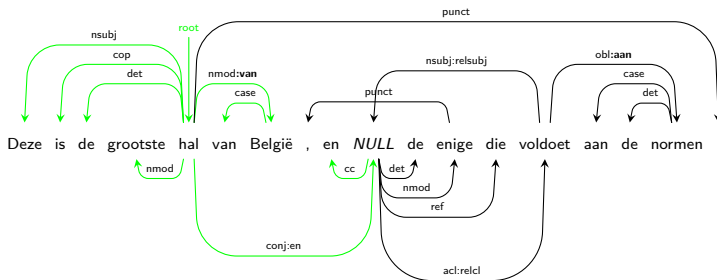 punct
root
nsubj
nsubj:relsubj
obl:aan
cop
det
nmod:van
case
case
punct
det
Deze is de grootste hal van België , en NULL de enige die voldoet aan de normen
nmod
cc
det
nmod
ref
conj:en
acl:relcl